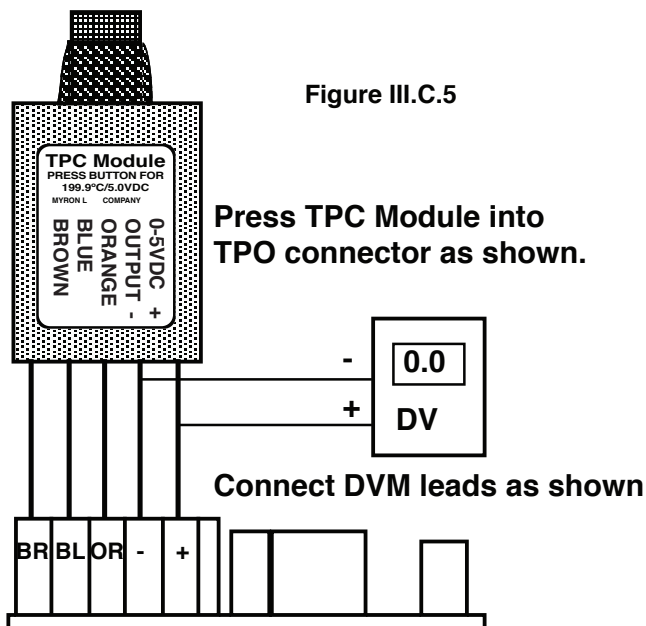 Figure III.C.5
TPC Module
PRESS BUTTON FOR
199.9°C/5.0VDC
MYRON L COMPANY
0-5VDC +
OUTPUT -
ORANGE
BLUE
BROWN
Press TPC Module into
TPO connector as shown.
- 0.0
+ DV
Connect DVM leads as shown
BR BL OR - +